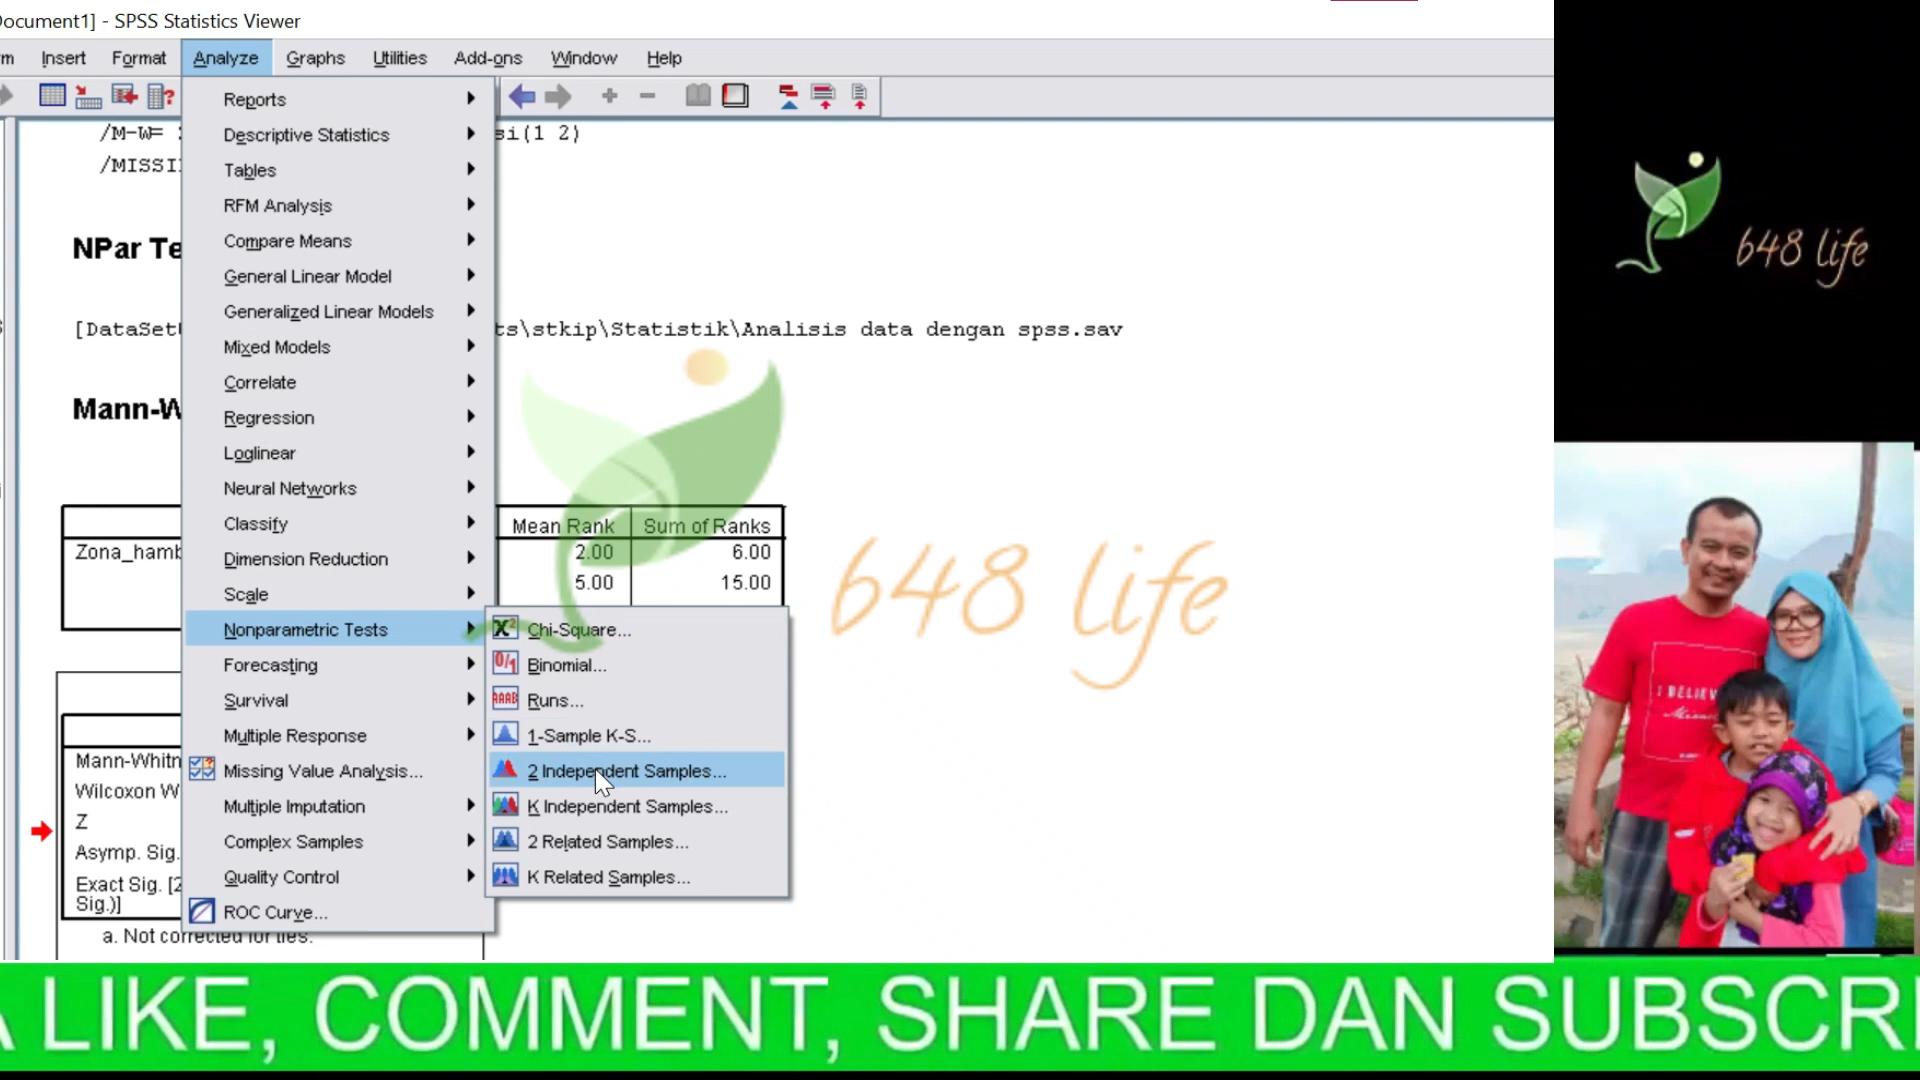 Document1] - SPSS Statistics Viewer
Insert Format Analyze Graphs Utilities Add-ons Window Help
/M-W=
si(1 2)
Reports
Descriptive Statistics
Tables
RFM Analysis
Compare Means
General Linear Model
Generalized Linear Models
Mixed Models
Correlate
Regression
Loglinear
Neural Networks
Classify
Dimension Reduction
Scale
Nonparametric Tests
Forecasting
Survival
Multiple Response
Missing Value Analysis...
Multiple Imputation
Complex Samples
Quality Control
ROC Curve...
Chi-Square...
Binomial...
Runs...
1-Sample K-S...
2 Independent Samples...
K Independent Samples...
2 Related Samples...
K Related Samples...
/MISSI
NPar Te
[DataSet
ts\stkip\Statistik\Analisis data dengan spss.sav
Mann-W
Mean Rank Sum of Ranks
Zona_hamb 2.00 6.00
5.00 15.00
Mann-Whitn
Wilcoxon W
Z
Asymp. Sig.
Exact Sig. [2
Sig.)]
a. Not corrected for ties.
648 life
648 life
I BELIEV
A LIKE, COMMENT, SHARE DAN SUBSCRI